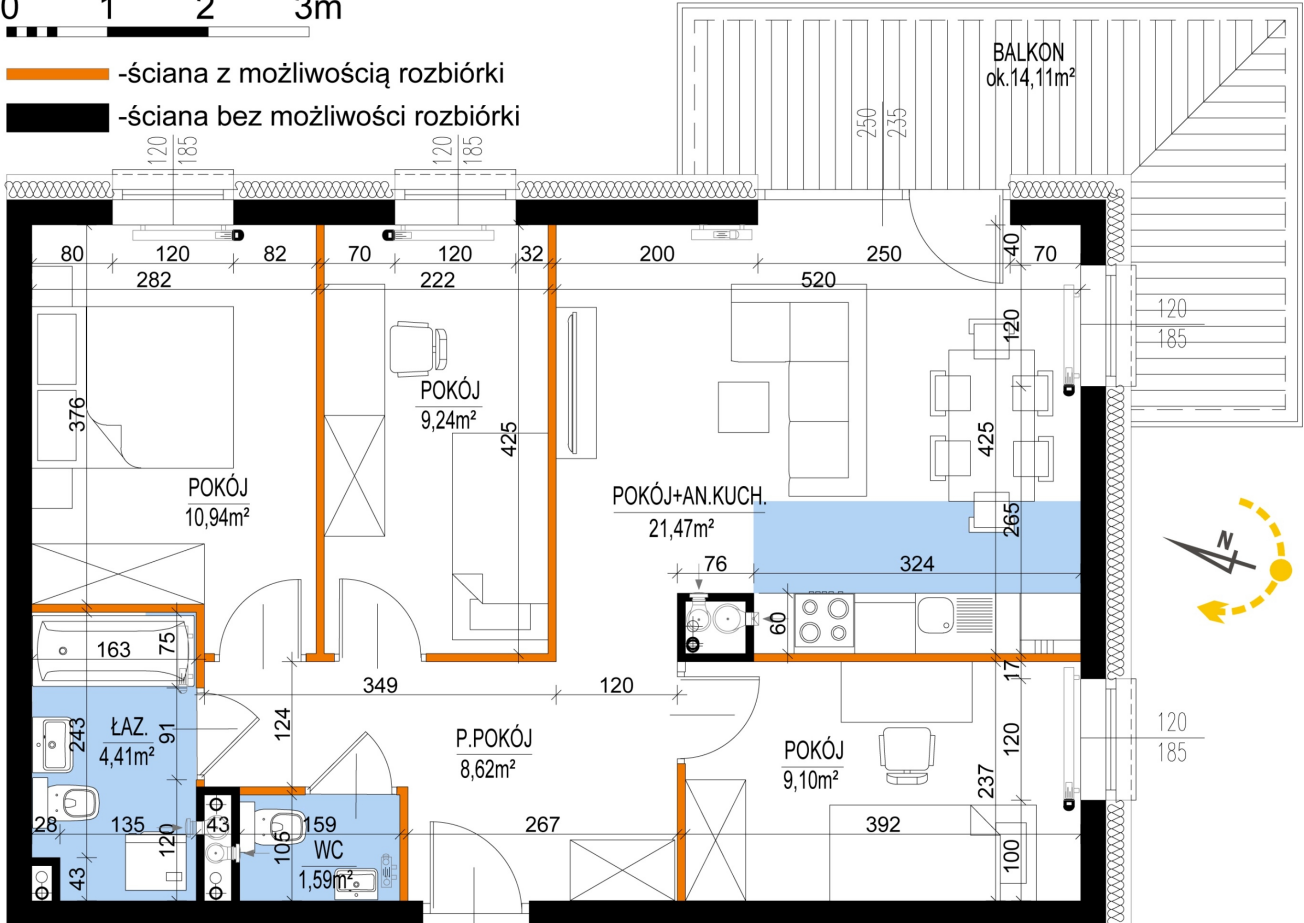 0 1 2 3m
-ściana z możliwością rozbiórki
-ściana bez możliwości rozbiórki
BALKON
ok.14,11m²
250
235
120
185
120
185
80 120 82 70 120 32 200 250 40 70
282 222 520
120
120
185
376
POKÓJ
9,24m²
425
425
POKÓJ
10,94m²
POKÓJ+AN.KUCH.
21,47m²
265
N
76 324
60
163 75
349 120 17
243
ŁAZ.
4,41m²
91
124
P.POKÓJ
8,62m²
POKÓJ
9,10m²
237
120
120
185
28 135 43 159 267 392
120
105
WC
1,59m²
43
100